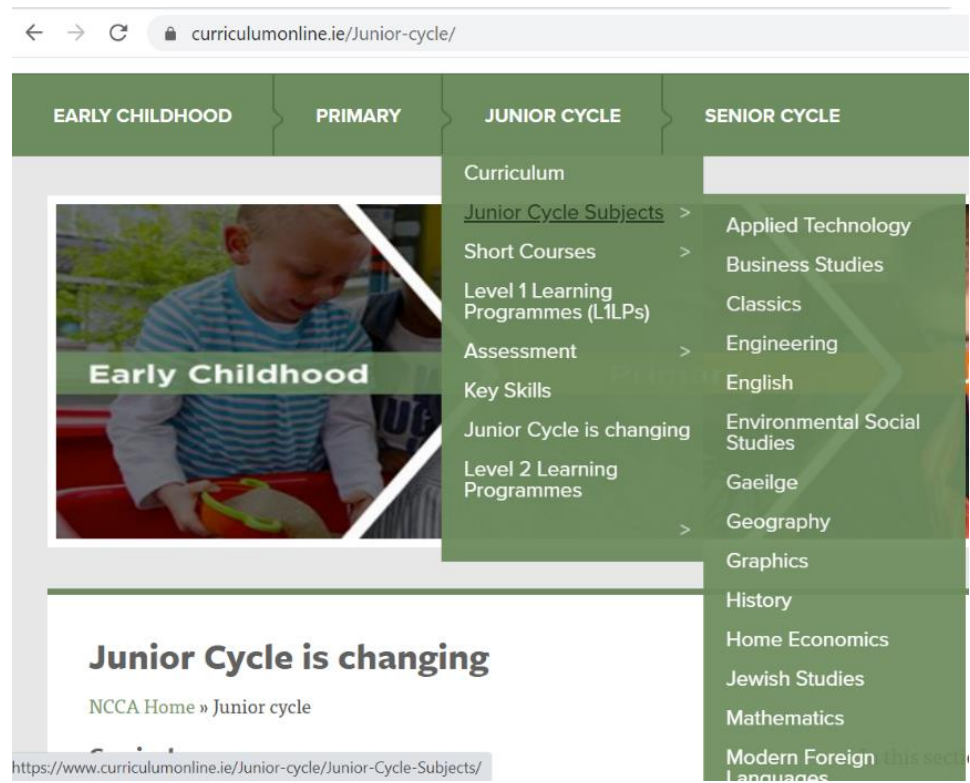 curriculumonline.ie/Junior-cycle/
EARLY CHILDHOOD
PRIMARY
JUNIOR CYCLE
SENIOR CYCLE
Curriculum
Junior Cycle Subjects >
Short Courses >
Level 1 Learning
Programmes (L1LPs)
Assessment >
Key Skills
Junior Cycle is changing
Level 2 Learning
Programmes
>
Applied Technology
Business Studies
Classics
Engineering
English
Environmental Social
Studies
Gaeilge
Geography
Graphics
History
Home Economics
Jewish Studies
Mathematics
Modern Foreign
Languages
Early Childhood
Junior Cycle is changing
NCCA Home » Junior cycle
this secti
https://www.curriculumonline.ie/Junior-cycle/Junior-Cycle-Subjects/